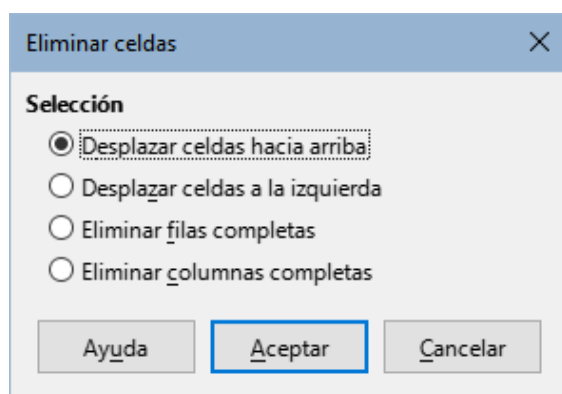 Eliminar celdas
Selección
Desplazar celdas hacia arriba
Desplazar celdas a la izquierda
Eliminar filas completas
Eliminar columnas completas
Ayuda Aceptar Cancelar